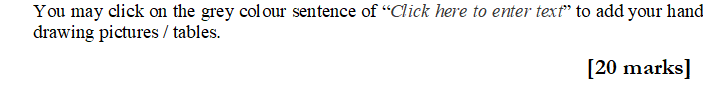 You may click on the grey colour sentence of “Click here to enter text” to add your hand
drawing pictures / tables.
[20 marks]